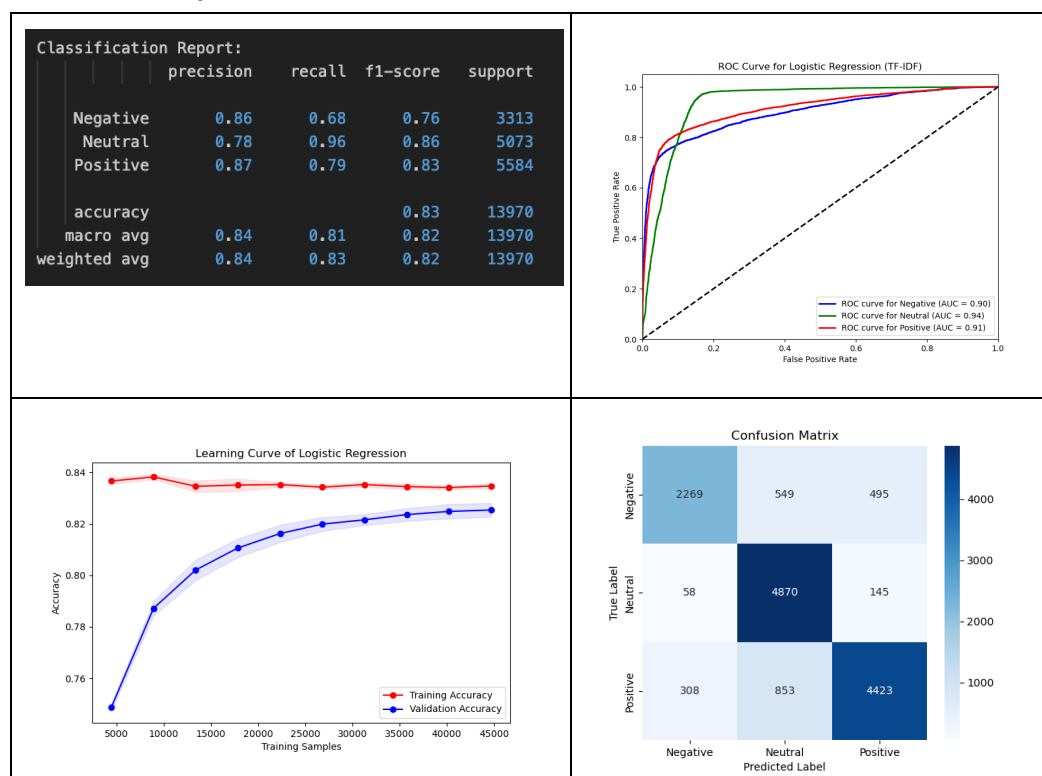 Classification Report:
precision recall f1-score support
Negative 0.86 0.68 0.76 3313
Neutral 0.78 0.96 0.86 5073
Positive 0.87 0.79 0.83 5584
accuracy 0.83 13970
macro avg 0.84 0.81 0.82 13970
weighted avg 0.84 0.83 0.82 13970
ROC Curve for Logistic Regression (TF-IDF)
True Positive Rate
1.0
0.8
0.6
0.4
0.2
0.0
ROC curve for Negative (AUC = 0.90)
ROC curve for Neutral (AUC = 0.94)
ROC curve for Positive (AUC = 0.91)
0.0 0.2 0.4 0.6 0.8 1.0
False Positive Rate
Learning Curve of Logistic Regression
Accuracy
0.84
0.82
0.80
0.78
0.76
Training Accuracy
Validation Accuracy
5000 10000 15000 20000 25000 30000 35000 40000 45000
Training Samples
Confusion Matrix
True Label
Negative 2269 549 495
Neutral 58 4870 145
Positive 308 853 4423
Negative Neutral Positive
Predicted Label
4000
3000
2000
1000